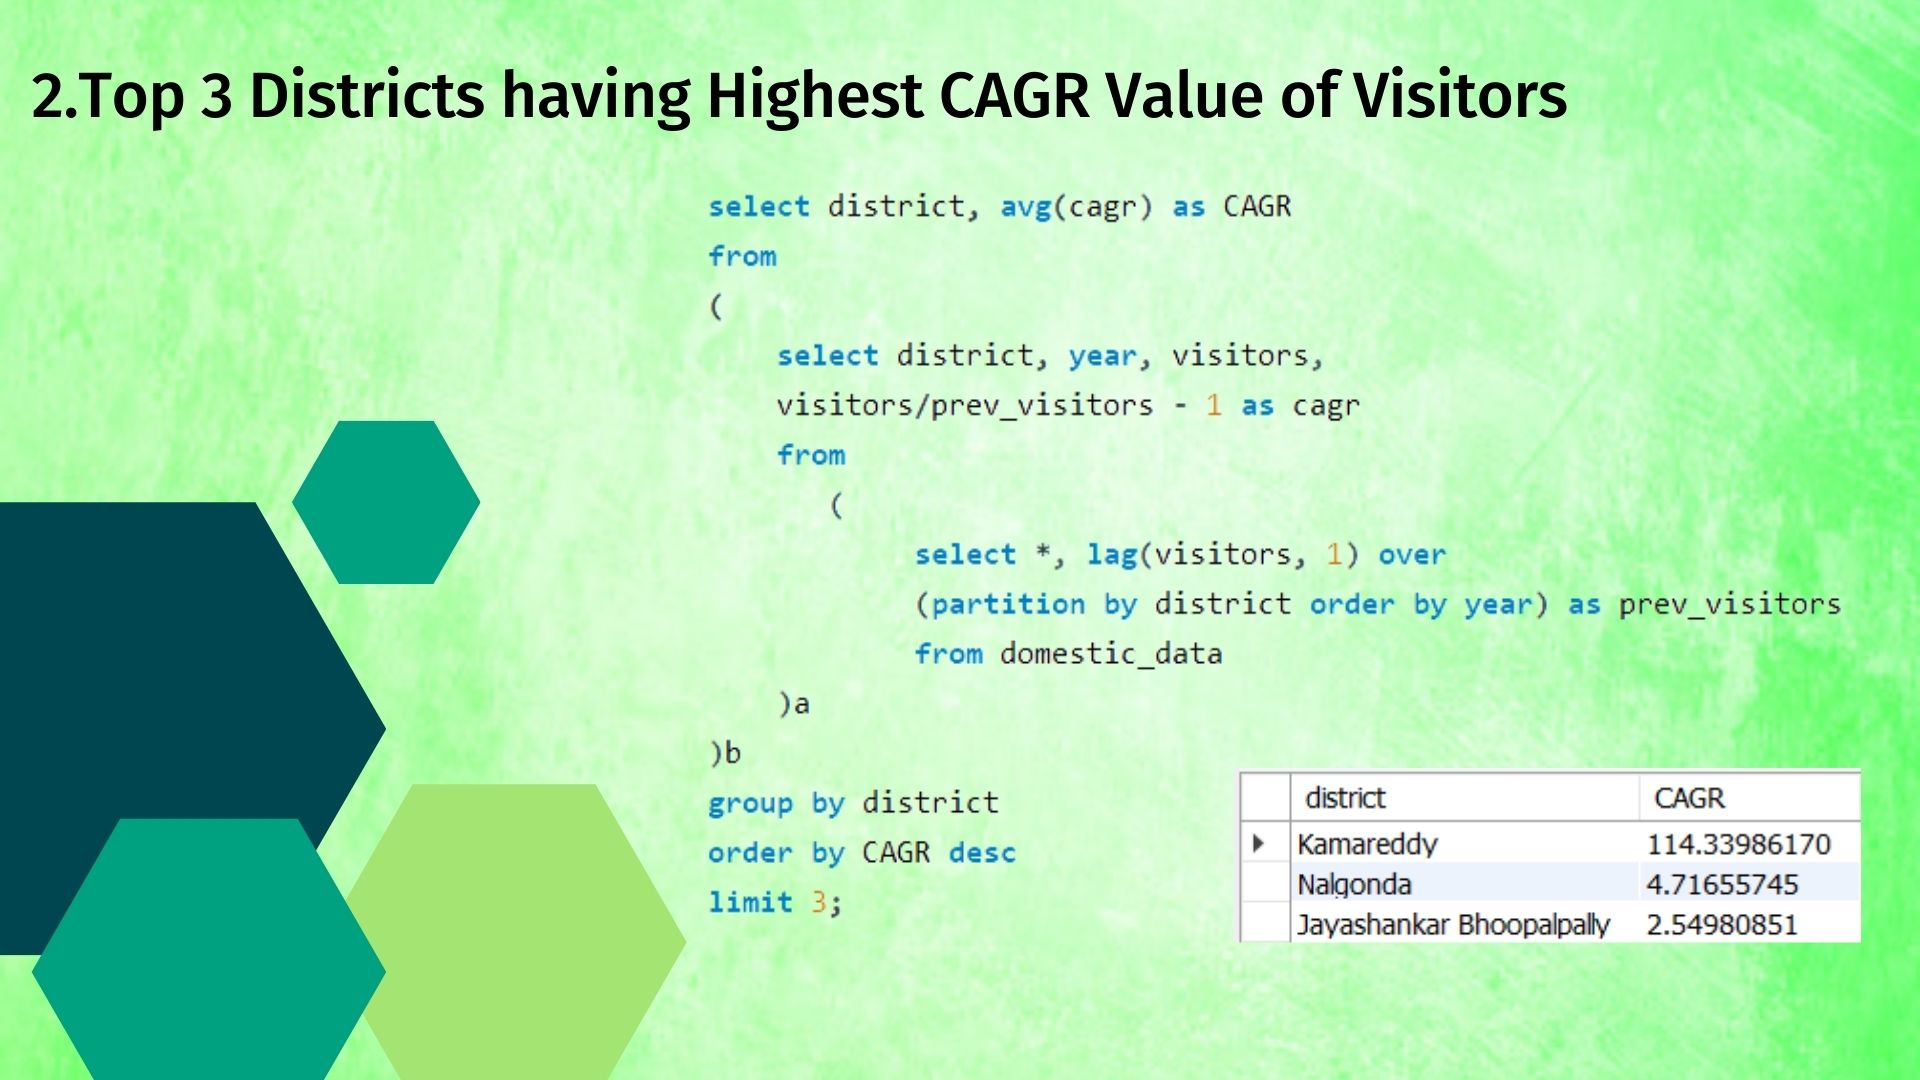 2.Top 3 Districts having Highest CAGR Value of Visitors
select district, avg(cagr) as CAGR
from
(
select district, year, visitors,
visitors/prev_visitors - 1 as cagr
from
(
select *, lag(visitors, 1) over
(partition by district order by year) as prev_visitors
from domestic_data
)a
)b
group by district
order by CAGR desc
limit 3;
district CAGR
Kamareddy 114.33986170
Nalgonda 4.71655745
Jayashankar Bhoopalpally 2.54980851